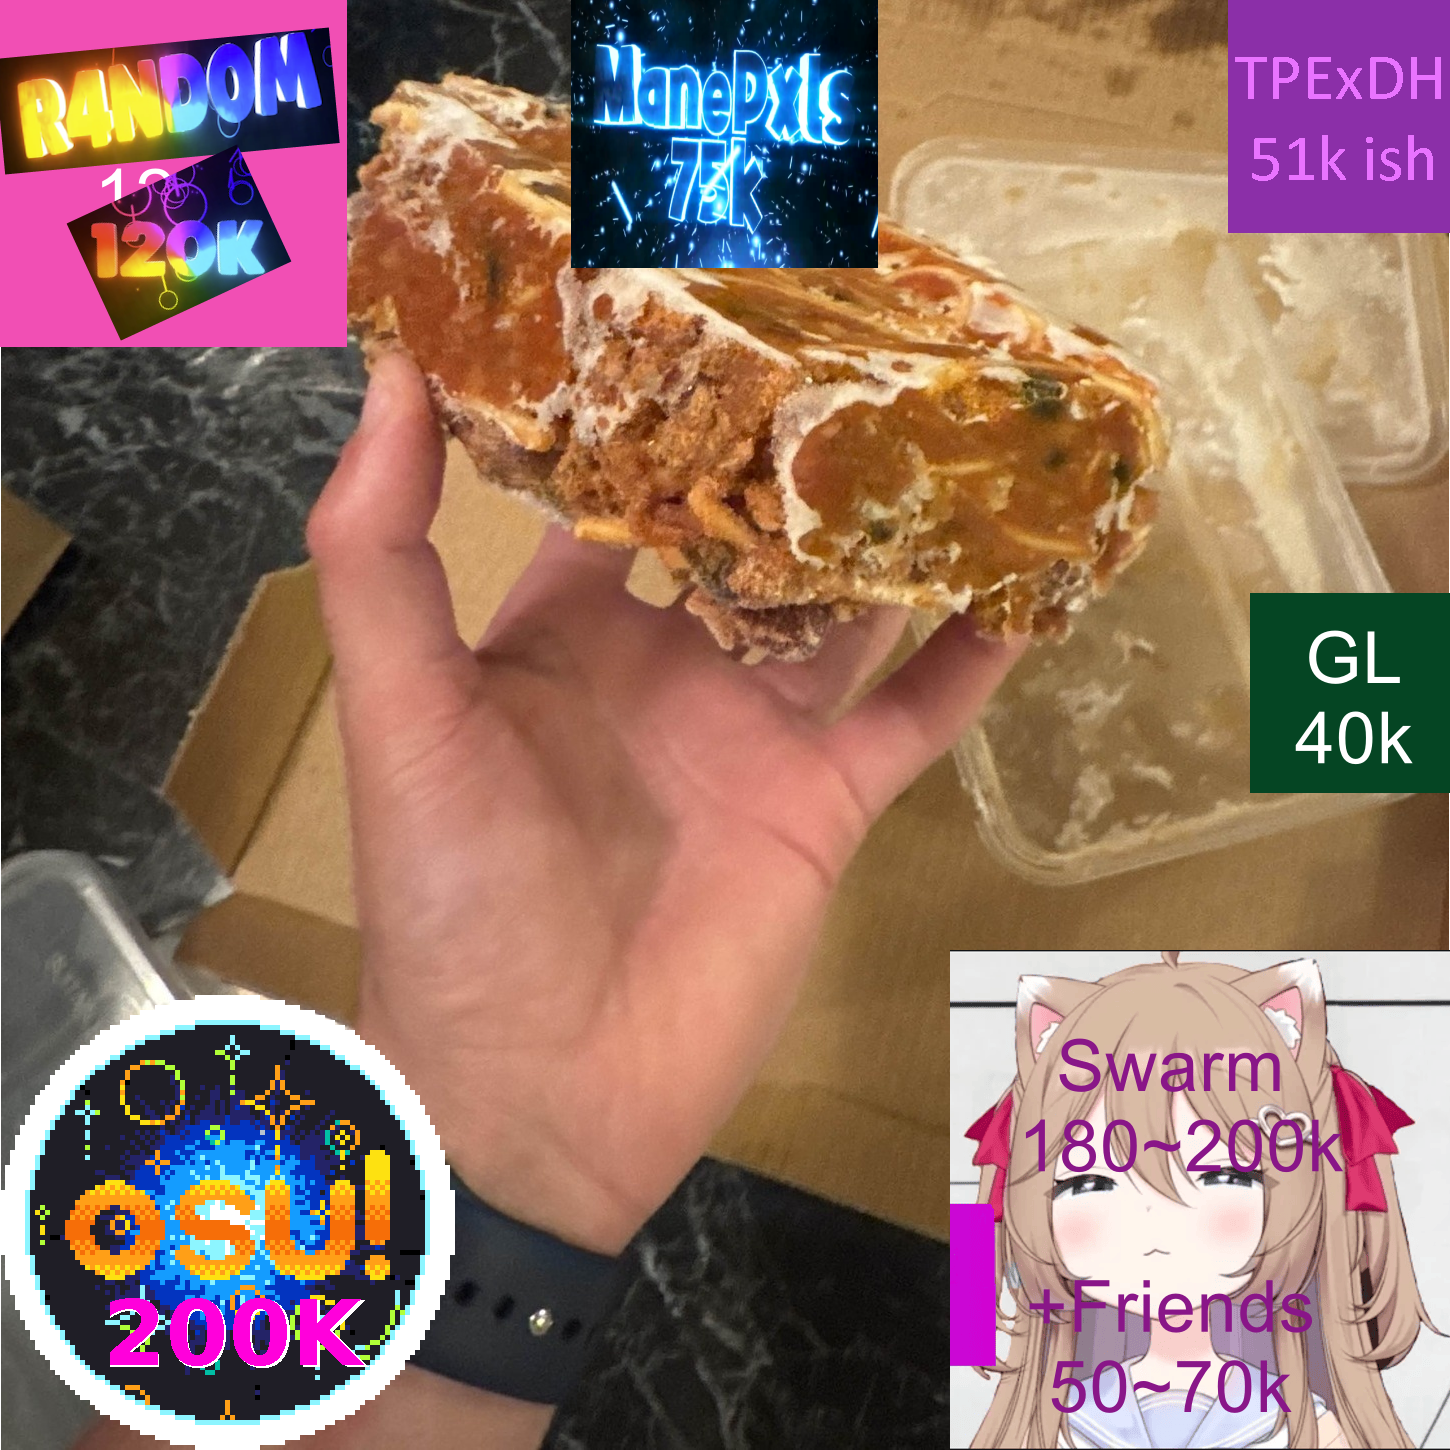 R4NDOM
120K
ManePxls
75k
TPExDH
51k ish
GL
40k
Swarm
180~200k
+Friends
50~70k
osu!
200K